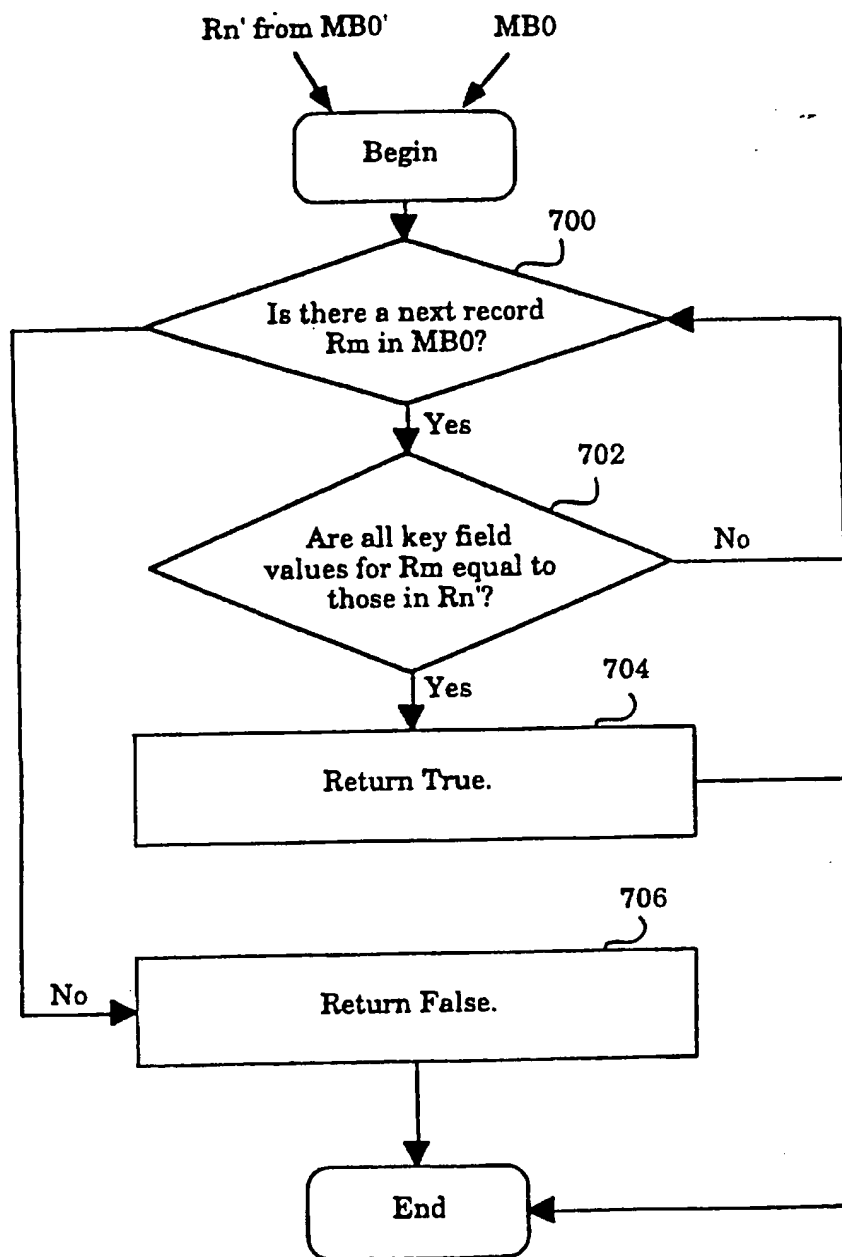 Rn' from MB0'
MB0
Begin
700
Is there a next record
Rm in MB0?
Yes
702
Are all key field
values for Rm equal to
those in Rn'?
No
Yes
704
Return True.
706
No
Return False.
End